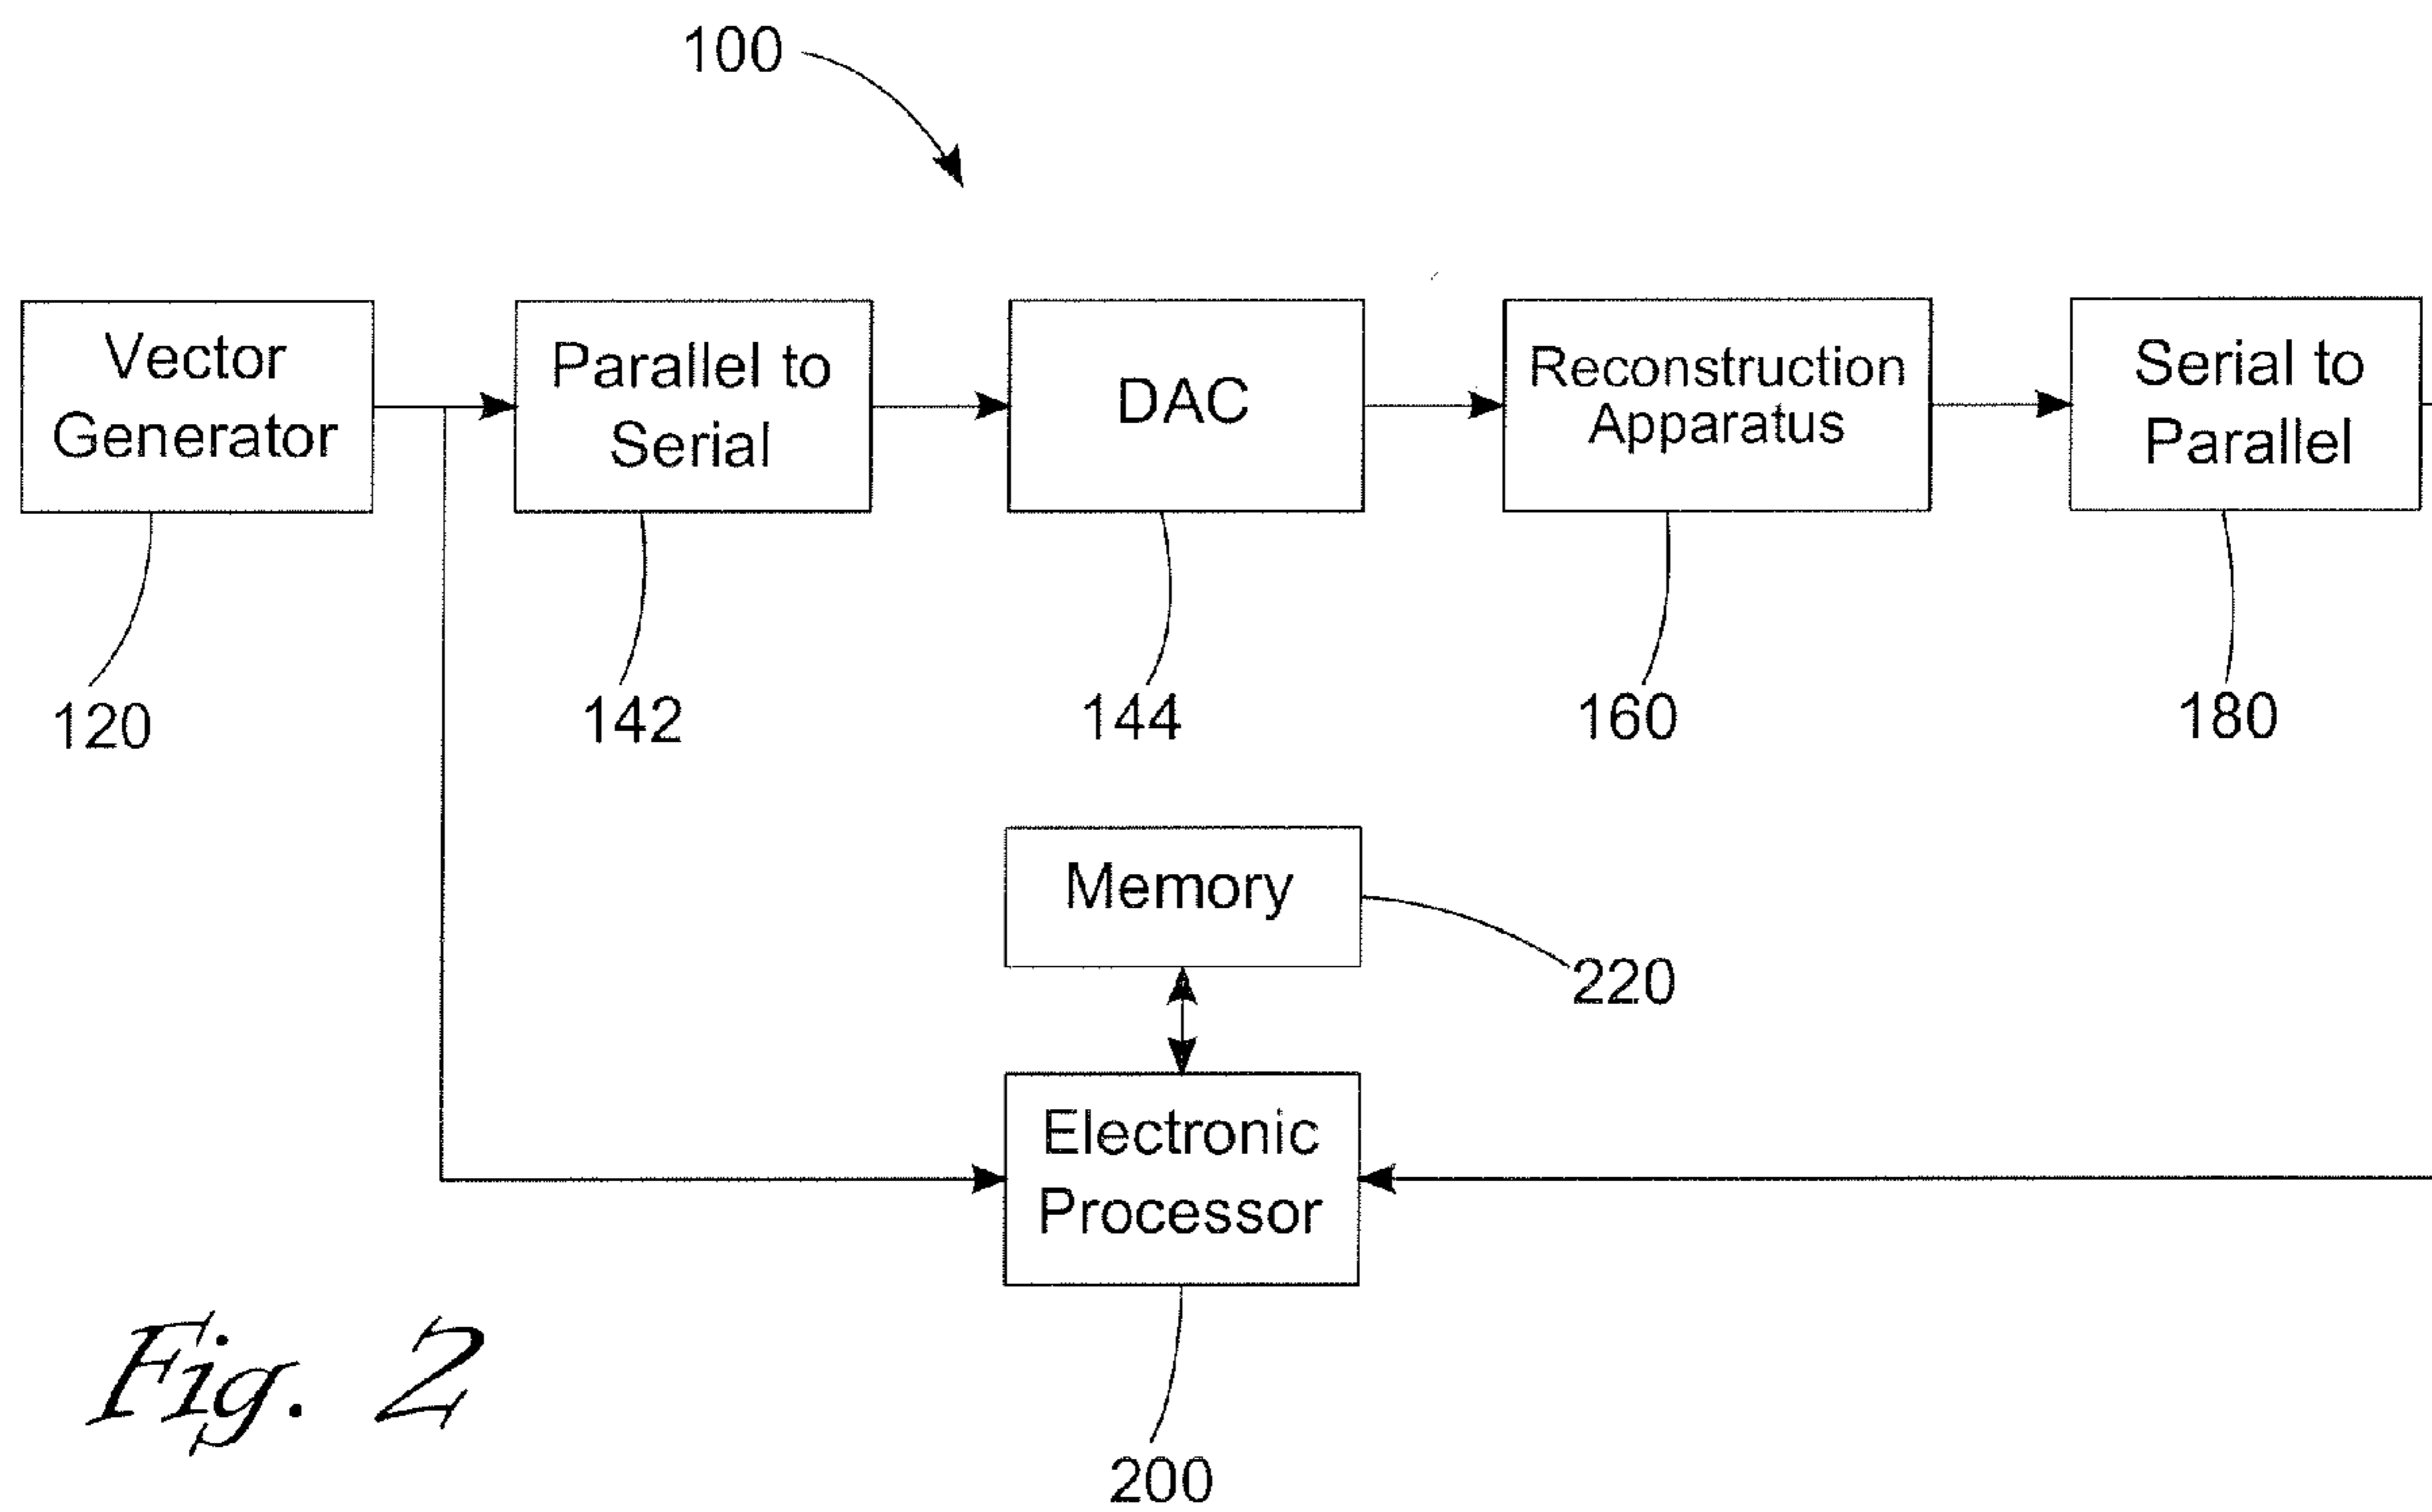 100
Vector
Generator
Parallel to
Serial
DAC
Reconstruction
Apparatus
Serial to
Parallel
120
142
144
160
180
Memory
220
Electronic
Processor
200
Fig. 2